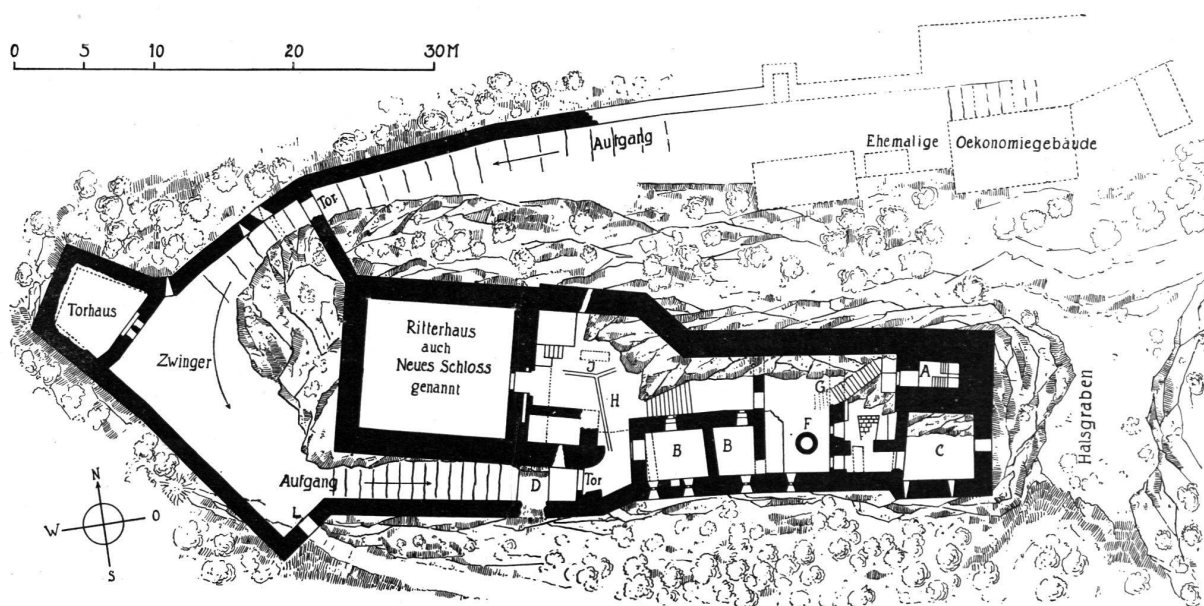 0 5 10 20 30M
Aufgang
Ehemalige Oekonomiegebäude
Tor
Torhaus
Zwinger
Ritterhaus
auch
Neues Schloss
genannt
J
H
G
A
F
B
B
C
Halsgraben
Aufgang
D
Tor
L
N
W
O
S